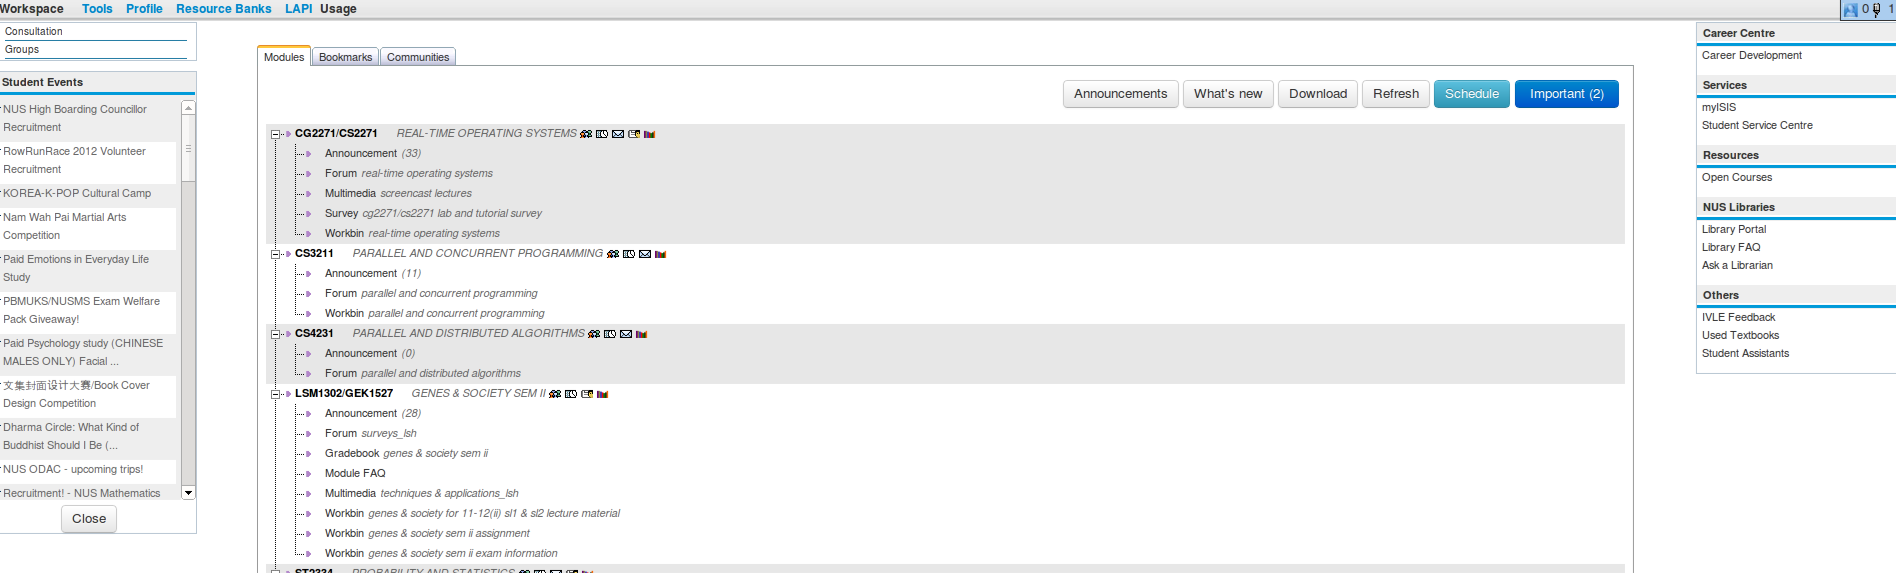 Workspace Tools Profile Resource Banks LAPI Usage 0 1
Consultation
Groups
Student Events
NUS High Boarding Councillor
Recruitment
RowRunRace 2012 Volunteer
Recruitment
KOREA-K-POP Cultural Camp
Nam Wah Pai Martial Arts
Competition
Paid Emotions in Everyday Life
Study
PBMUKS/NUSMS Exam Welfare
Pack Giveaway!
Paid Psychology study (CHINESE
MALES ONLY) Facial ...
文集封面设计大赛/Book Cover
Design Competition
Dharma Circle: What Kind of
Buddhist Should I Be (...
NUS ODAC - upcoming trips!
Recruitment! - NUS Mathematics
Close
Modules Bookmarks Communities
Announcements What's new Download Refresh Schedule Important (2)
CG2271/CS2271 REAL-TIME OPERATING SYSTEMS
Announcement (33)
Forum real-time operating systems
Multimedia screencast lectures
Survey cg2271/cs2271 lab and tutorial survey
Workbin real-time operating systems
CS3211 PARALLEL AND CONCURRENT PROGRAMMING
Announcement (11)
Forum parallel and concurrent programming
Workbin parallel and concurrent programming
CS4231 PARALLEL AND DISTRIBUTED ALGORITHMS
Announcement (0)
Forum parallel and distributed algorithms
LSM1302/GEK1527 GENES & SOCIETY SEM II
Announcement (28)
Forum surveys_lsh
Gradebook genes & society sem ii
Module FAQ
Multimedia techniques & applications_lsh
Workbin genes & society for 11-12(ii) sl1 & sl2 lecture material
Workbin genes & society sem ii assignment
Workbin genes & society sem ii exam information
ST2334 PROBABILITY AND STATISTICS
Career Centre
Career Development
Services
myISIS
Student Service Centre
Resources
Open Courses
NUS Libraries
Library Portal
Library FAQ
Ask a Librarian
Others
IVLE Feedback
Used Textbooks
Student Assistants